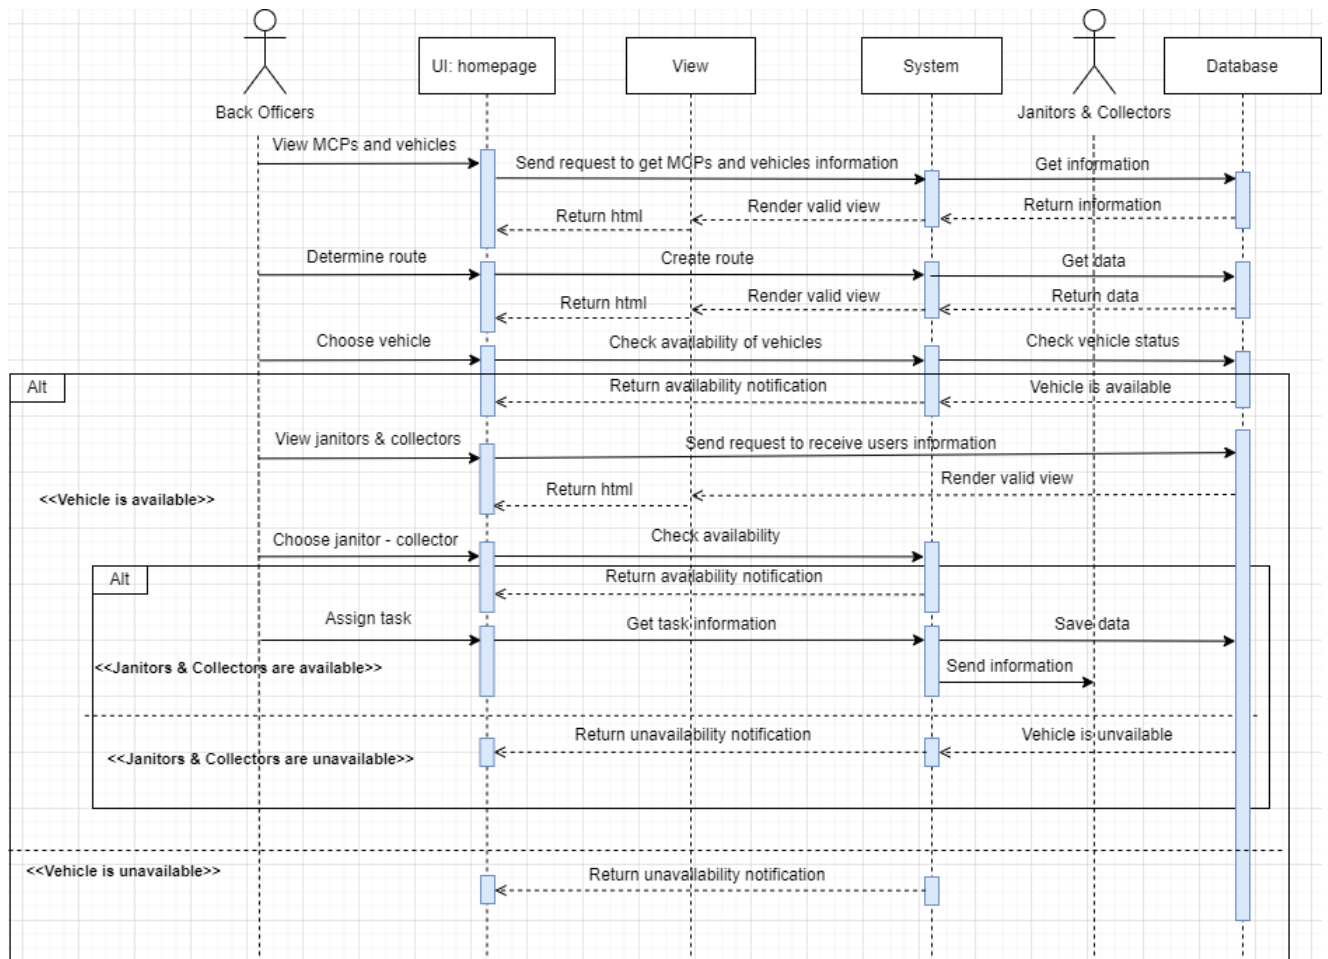 UI: homepage
View
System
Database
Back Officers
Janitors & Collectors
View MCPs and vehicles
Send request to get MCPs and vehicles information
Get information
Return html
Render valid view
Return information
Determine route
Create route
Get data
Return html
Render valid view
Return data
Choose vehicle
Check availability of vehicles
Check vehicle status
Alt
Return availability notification
Vehicle is available
View janitors & collectors
Send request to receive users information
<<Vehicle is available>>
Return html
Render valid view
Choose janitor - collector
Check availability
Alt
Return availability notification
Assign task
Get task information
Save data
<<Janitors & Collectors are available>>
Send information
Return unavailability notification
Vehicle is unvailable
<<Janitors & Collectors are unavailable>>
<<Vehicle is unavailable>>
Return unavailability notification